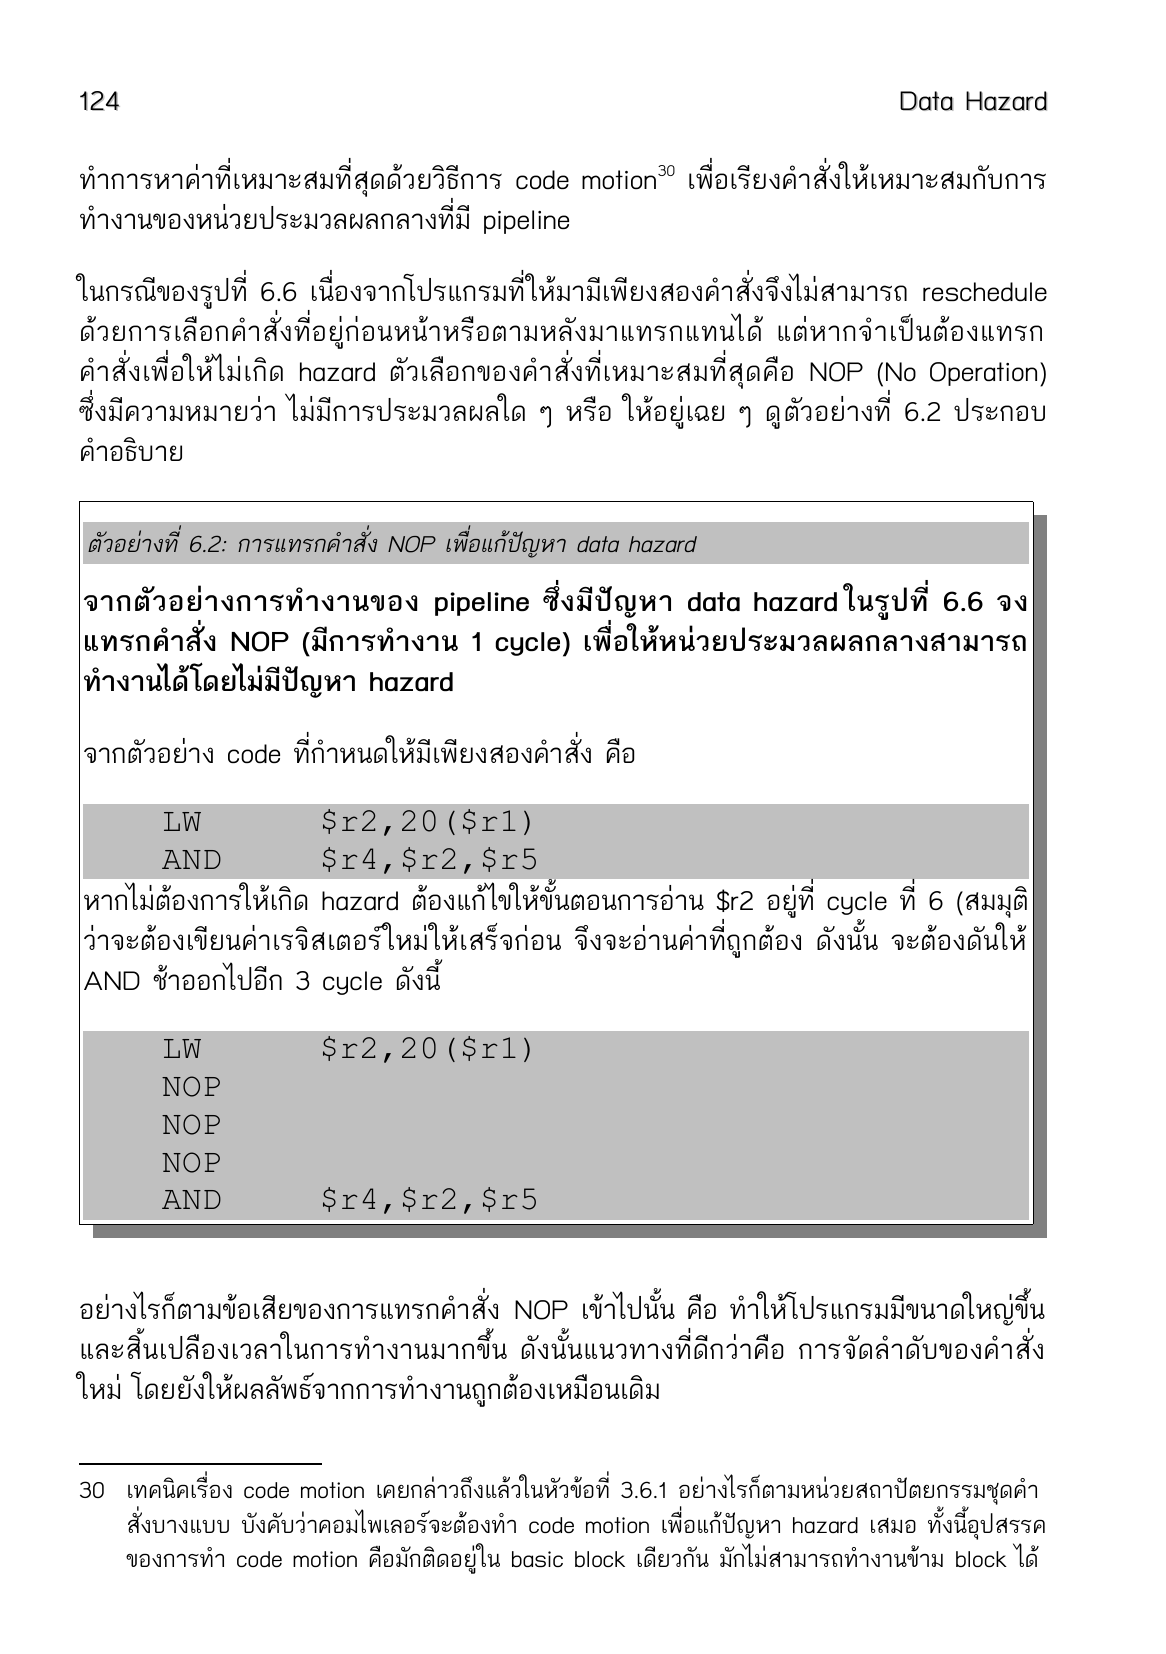 124 Data Hazard
ทำการหาค่าที่เหมาะสมที่สุดด้วยวิธีการ code motion30 เพื่อเรียงคำสั่งให้เหมาะสมกับการ
ทำงานของหน่วยประมวลผลกลางที่มี pipeline
ในกรณีของรูปที่ 6.6 เนื่องจากโปรแกรมที่ให้มามีเพียงสองคำสั่งจึงไม่สามารถ reschedule
ด้วยการเลือกคำสั่งที่อยู่ก่อนหน้าหรือตามหลังมาแทรกแทนได้ แต่หากจำเป็นต้องแทรก
คำสั่งเพื่อให้ไม่เกิด hazard ตัวเลือกของคำสั่งที่เหมาะสมที่สุดคือ NOP (No Operation)
ซึ่งมีความหมายว่า ไม่มีการประมวลผลใด ๆ หรือ ให้อยู่เฉย ๆ ดูตัวอย่างที่ 6.2 ประกอบ
คำอธิบาย
ตัวอย่างที่ 6.2: การแทรกคำสั่ง NOP เพื่อแก้ปัญหา data hazard
จากตัวอย่างการทำงานของ pipeline ซึ่งมีปัญหา data hazard ในรูปที่ 6.6 จง
แทรกคำสั่ง NOP (มีการทำงาน 1 cycle) เพื่อให้หน่วยประมวลผลกลางสามารถ
ทำงานได้โดยไม่มีปัญหา hazard
จากตัวอย่าง code ที่กำหนดให้มีเพียงสองคำสั่ง คือ
LW $r2,20($r1)
AND $r4,$r2,$r5
หากไม่ต้องการให้เกิด hazard ต้องแก้ไขให้ขั้นตอนการอ่าน $r2 อยู่ที่ cycle ที่ 6 (สมมุติ
ว่าจะต้องเขียนค่าเรจิสเตอร์ใหม่ให้เสร็จก่อน จึงจะอ่านค่าที่ถูกต้อง ดังนั้น จะต้องดันให้
AND ช้าออกไปอีก 3 cycle ดังนี้
LW $r2,20($r1)
NOP
NOP
NOP
AND $r4,$r2,$r5
อย่างไรก็ตามข้อเสียของการแทรกคำสั่ง NOP เข้าไปนั้น คือ ทำให้โปรแกรมมีขนาดใหญ่ขึ้น
และสิ้นเปลืองเวลาในการทำงานมากขึ้น ดังนั้นแนวทางที่ดีกว่าคือ การจัดลำดับของคำสั่ง
ใหม่ โดยยังให้ผลลัพธ์จากการทำงานถูกต้องเหมือนเดิม
30 เทคนิคเรื่อง code motion เคยกล่าวถึงแล้วในหัวข้อที่ 3.6.1 อย่างไรก็ตามหน่วยสถาปัตยกรรมชุดคำ
สั่งบางแบบ บังคับว่าคอมไพเลอร์จะต้องทำ code motion เพื่อแก้ปัญหา hazard เสมอ ทั้งนี้อุปสรรค
ของการทำ code motion คือมักติดอยู่ใน basic block เดียวกัน มักไม่สามารถทำงานข้าม block ได้